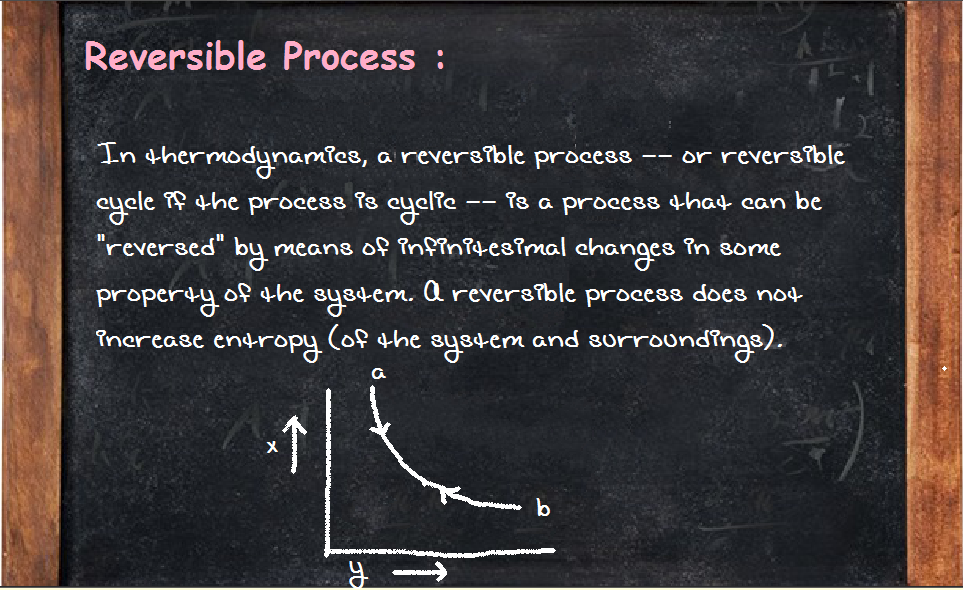 Reversible Process :
In thermodynamics, a reversible process -- or reversible
cycle if the process is cyclic -- is a process that can be
"reversed" by means of infinitesimal changes in some
property of the system. A reversible process does not
increase entropy (of the system and surroundings).
a
x
b
y